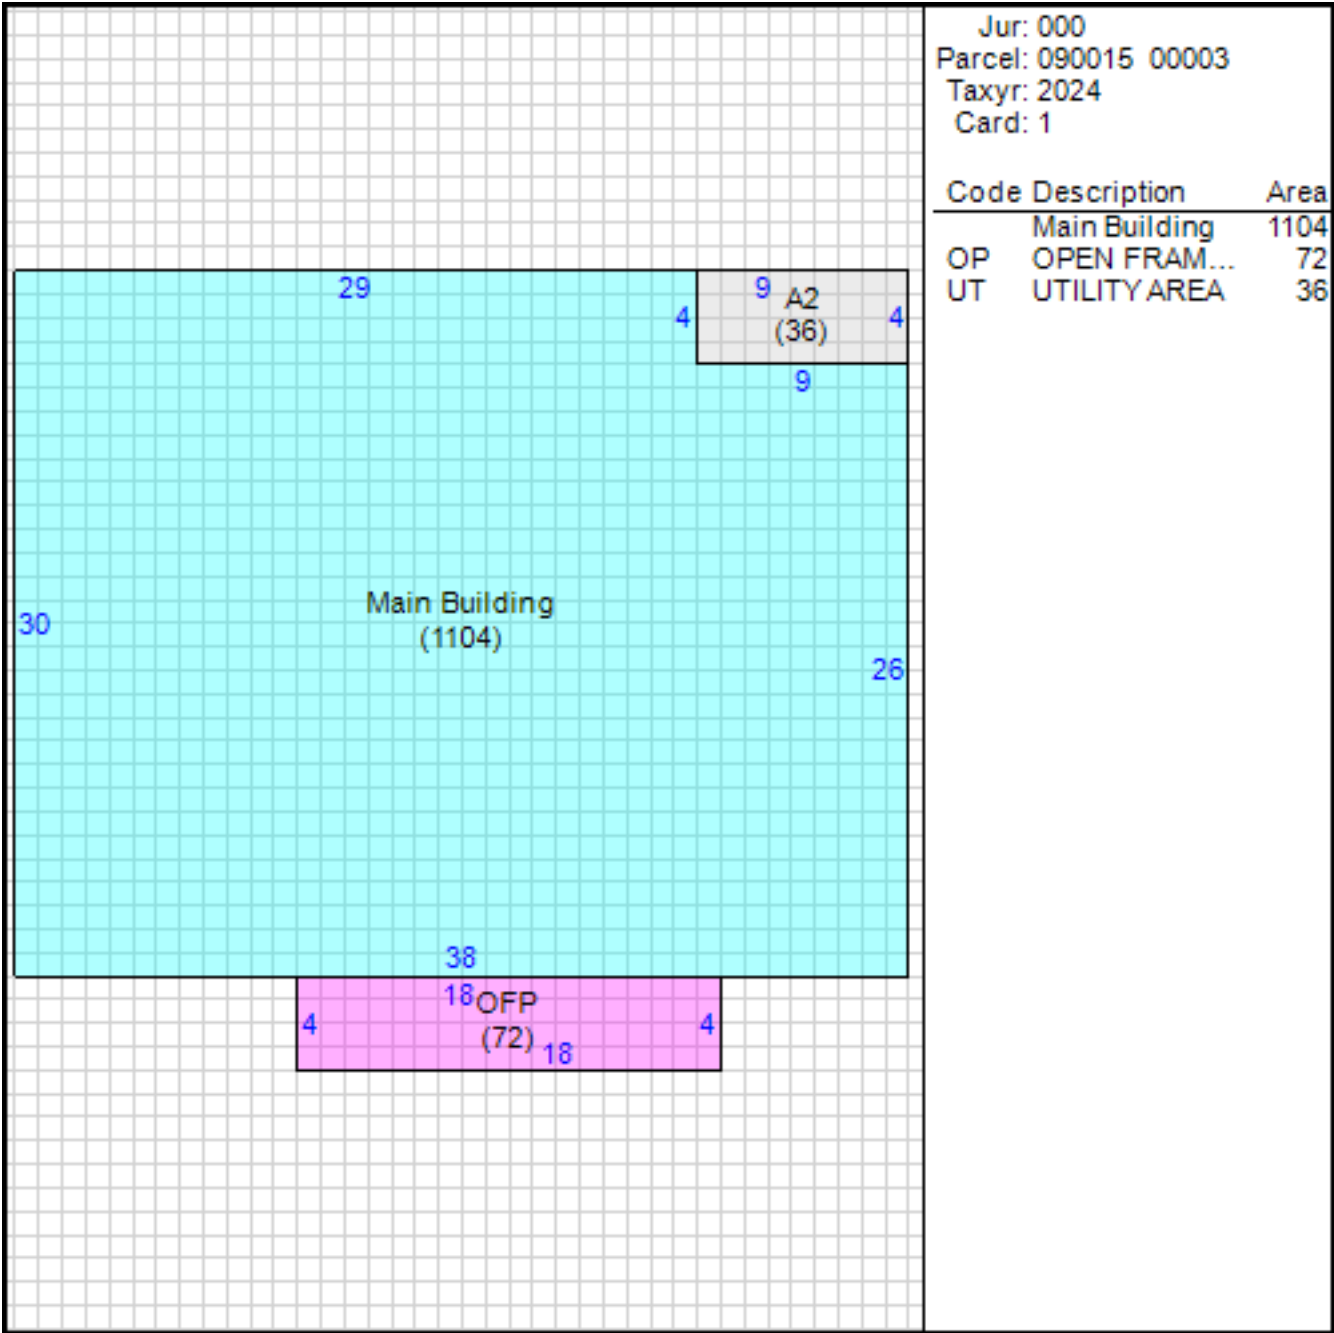 Jur: 000
Parcel: 090015 00003
Taxyr: 2024
Card: 1
Code Description Area
Main Building 1104
OP OPEN FRAM... 72
UT UTILITY AREA 36
29
9
A2
4
(36)
4
9
Main Building
(1104)
30
26
38
18
OFP
4
(72)
4
18